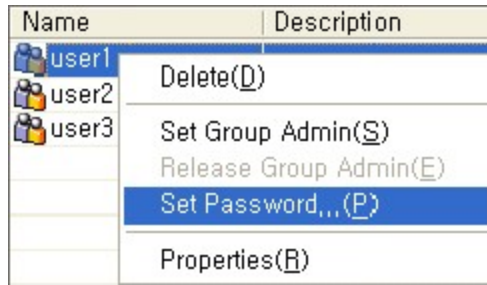 Name Description
user1
user2
user3
Delete(D)
Set Group Admin(S)
Release Group Admin(E)
Set Password,,,(P)
Properties(R)